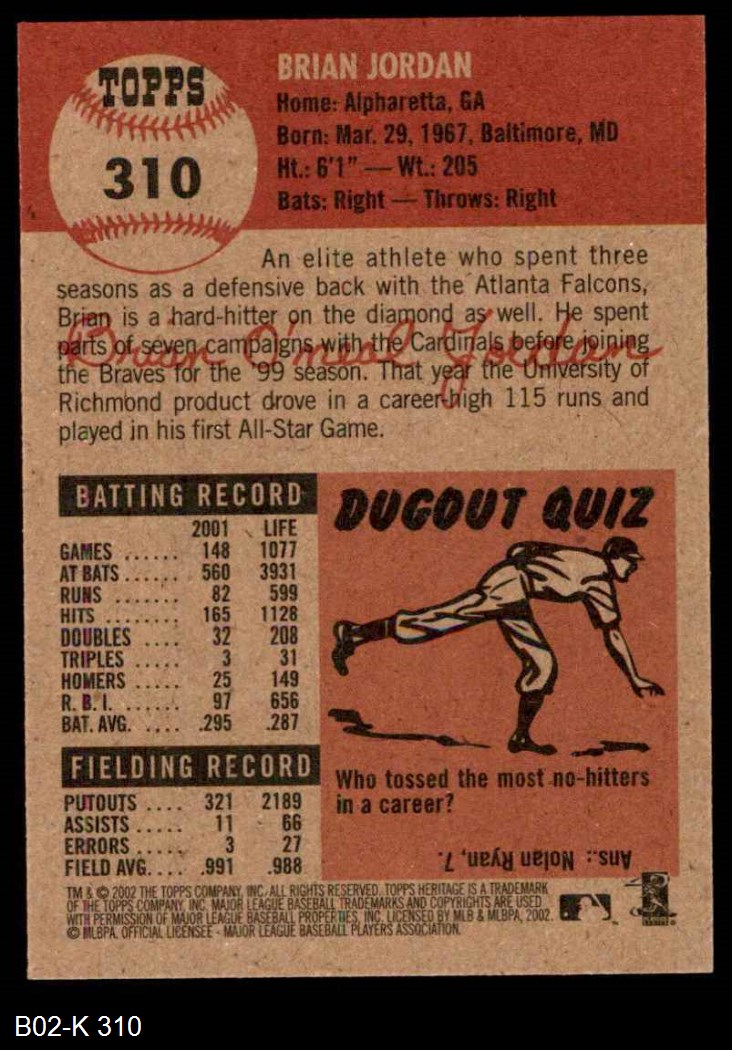 TOPPS
310
BRIAN JORDAN
Home: Alpharetta, GA
Born: Mar. 29, 1967, Baltimore, MD
Ht.: 6'1" — Wt.: 205
Bats: Right — Throws: Right
An elite athlete who spent three
seasons as a defensive back with the Atlanta Falcons,
Brian is a hard-hitter on the diamond as well. He spent
parts of seven campaigns with the Cardinals before joining
the Braves for the '99 season. That year the University of
Richmond product drove in a career-high 115 runs and
played in his first All-Star Game.
Brian O'neal Jordan
BATTING RECORD
2001 LIFE
GAMES ...... 148 1077
AT BATS ...... 560 3931
RUNS ....... 82 599
HITS ........ 165 1128
DOUBLES .... 32 208
TRIPLES ..... 3 31
HOMERS ..... 25 149
R. B. I. ...... 97 656
BAT. AVG. .... .295 .287
FIELDING RECORD
PUTOUTS .... 321 2189
ASSISTS ..... 11 66
ERRORS ..... 3 27
FIELD AVG.... .991 .988
DUGOUT QUIZ
Who tossed the most no-hitters
in a career?
Ans.: Nolan Ryan, 7.
TM & © 2002 THE TOPPS COMPANY, INC. ALL RIGHTS RESERVED. TOPPS HERITAGE IS A TRADEMARK
OF THE TOPPS COMPANY, INC. MAJOR LEAGUE BASEBALL TRADEMARKS AND COPYRIGHTS ARE USED
WITH PERMISSION OF MAJOR LEAGUE BASEBALL PROPERTIES, INC. LICENSED BY MLB & MLBPA, 2002.
© MLBPA. OFFICIAL LICENSEE - MAJOR LEAGUE BASEBALL PLAYERS ASSOCIATION.
B02-K 310